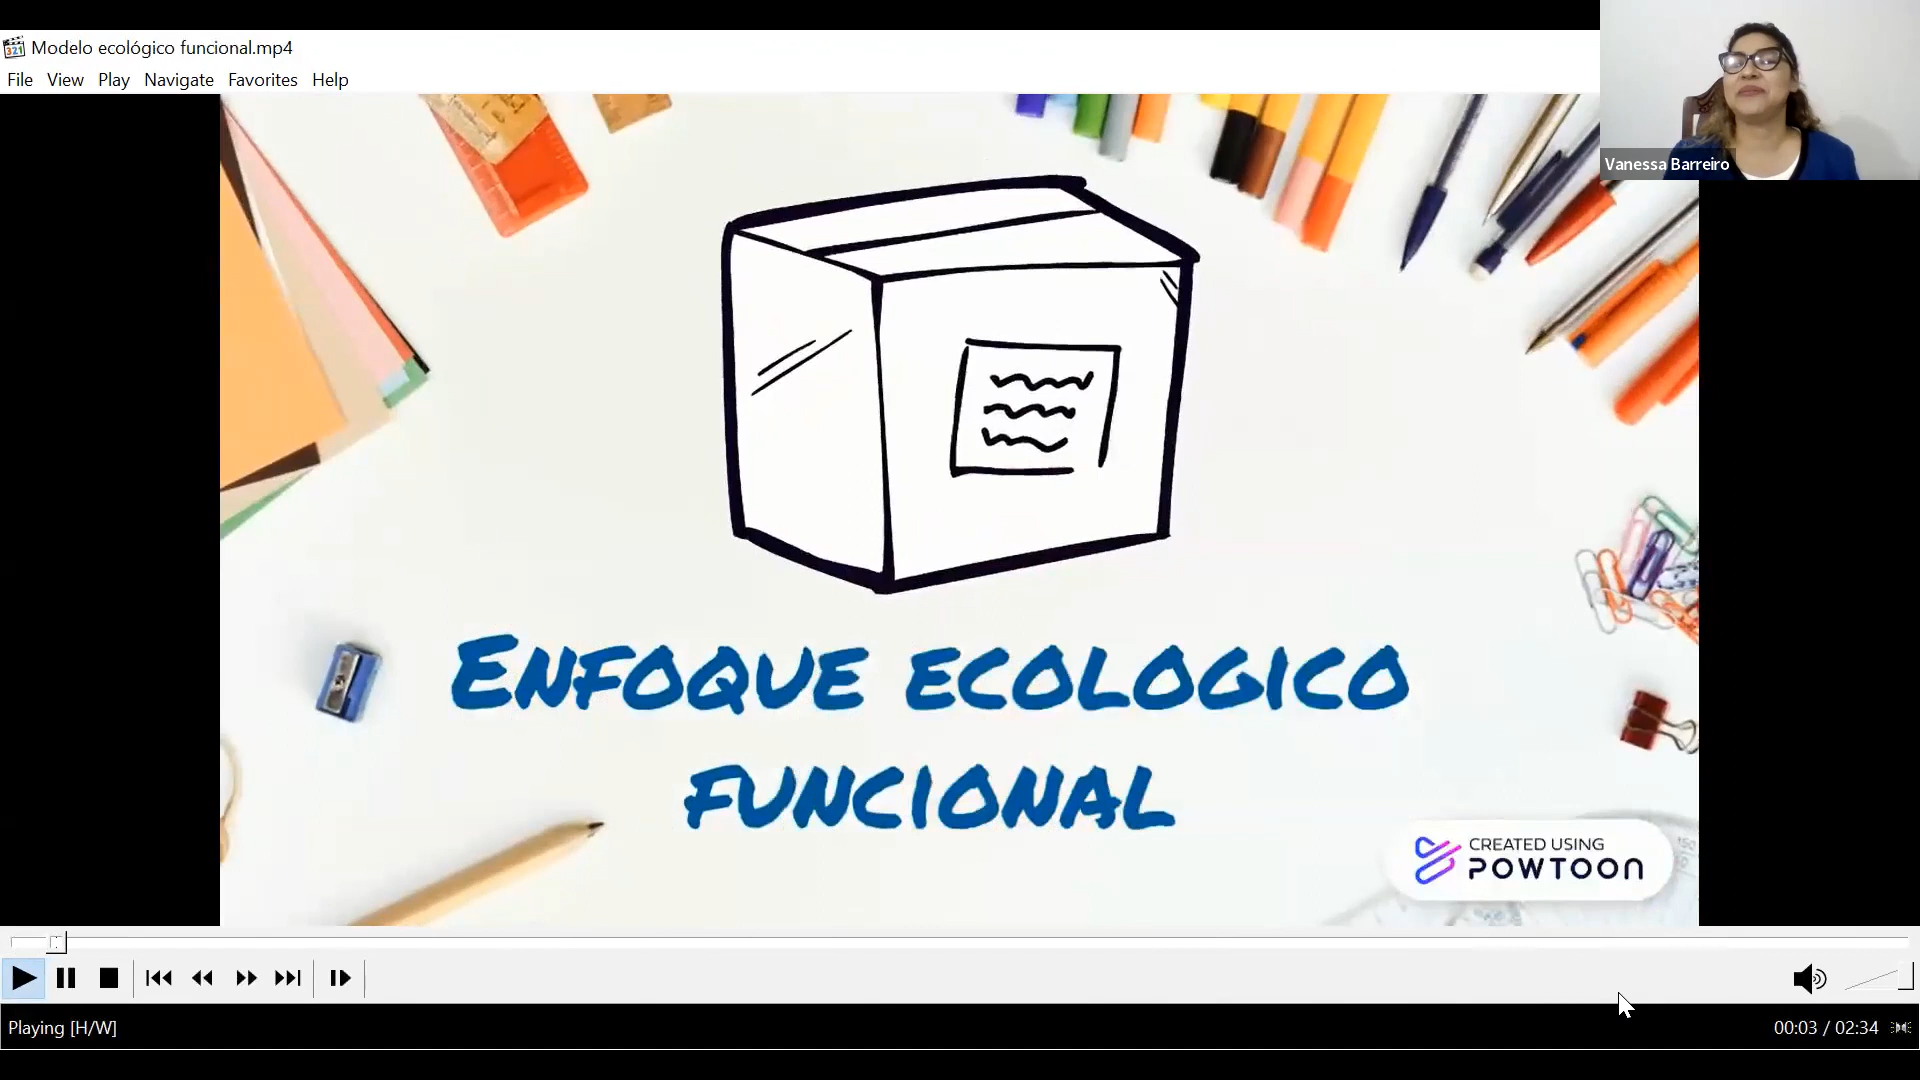 Modelo ecológico funcional.mp4
File View Play Navigate Favorites Help
Vanessa Barreiro
ENFOQUE ECOLOGICO
FUNCIONAL
CREATED USING
POWTOON
Playing [H/W]
00:03 / 02:34